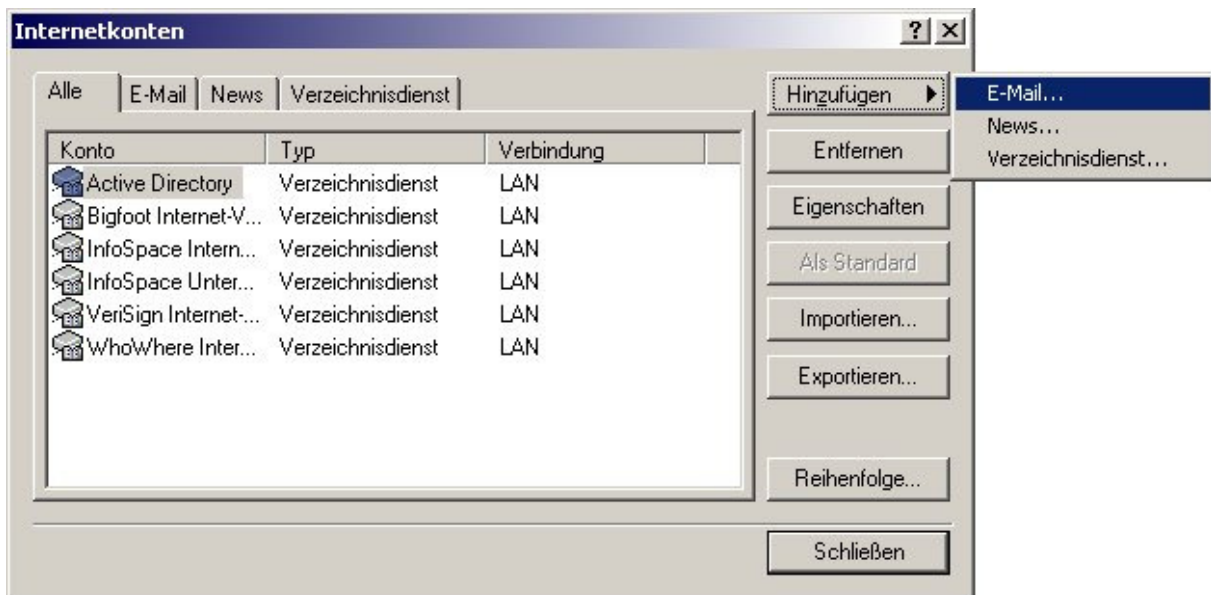 Internetkonten
Alle E-Mail News Verzeichnisdienst
Hinzufügen
E-Mail...
News...
Verzeichnisdienst...
Konto Typ Verbindung
Active Directory Verzeichnisdienst LAN
Bigfoot Internet-V... Verzeichnisdienst LAN
InfoSpace Intern... Verzeichnisdienst LAN
InfoSpace Unter... Verzeichnisdienst LAN
VeriSign Internet-... Verzeichnisdienst LAN
WhoWhere Inter... Verzeichnisdienst LAN
Entfernen
Eigenschaften
Als Standard
Importieren...
Exportieren...
Reihenfolge...
Schließen